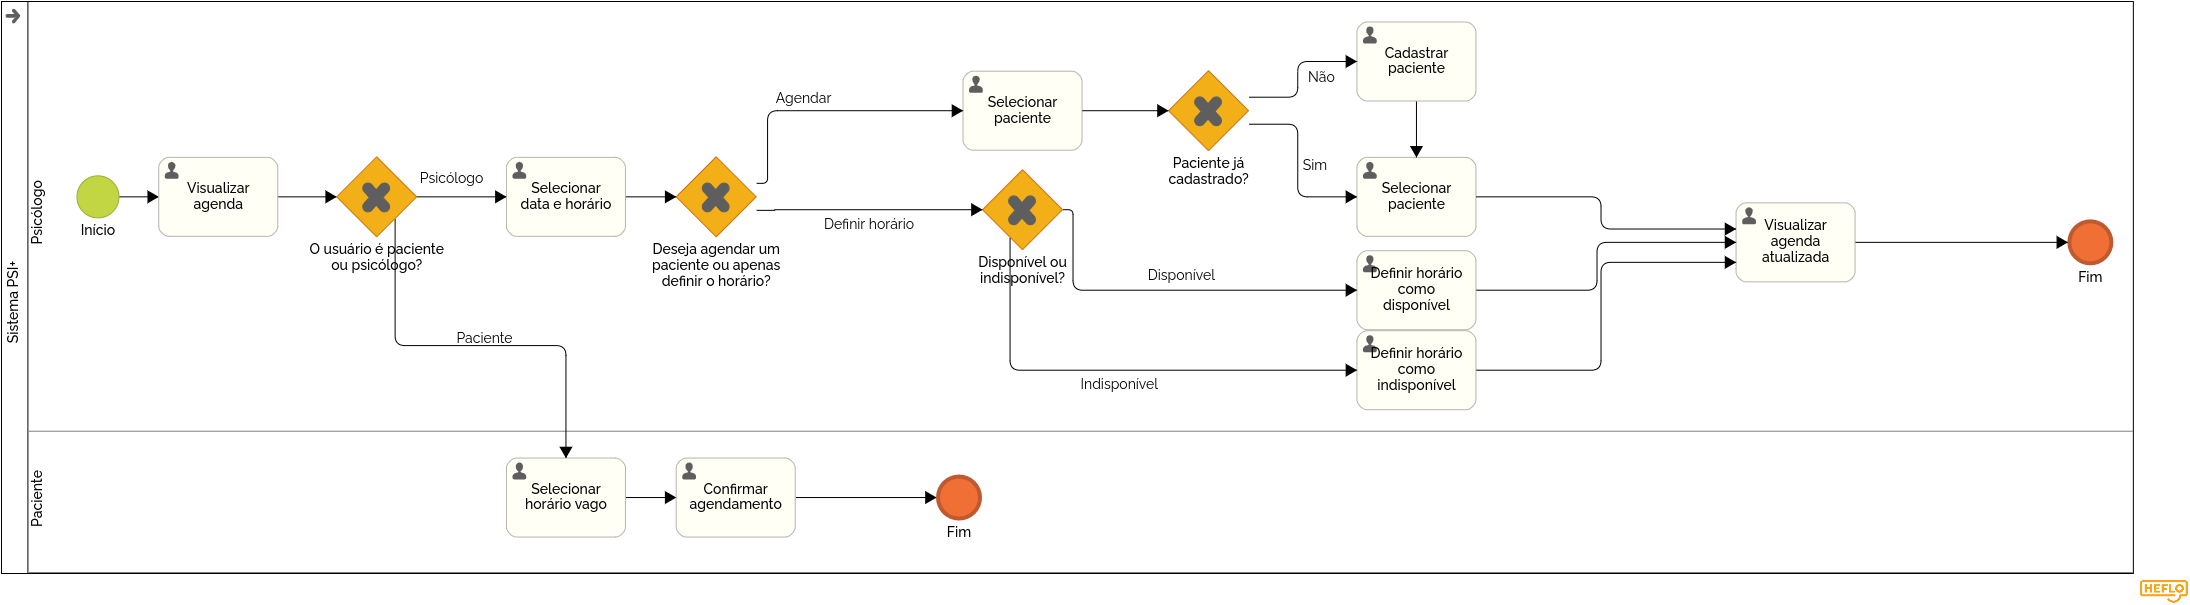 Sistema PSI+
Psicólogo
Início
Visualizar
agenda
O usuário é paciente
ou psicólogo?
Psicólogo
Paciente
Selecionar
data e horário
Deseja agendar um
paciente ou apenas
definir o horário?
Agendar
Definir horário
Selecionar
paciente
Paciente já
cadastrado?
Não
Sim
Cadastrar
paciente
Selecionar
paciente
Disponível ou
indisponível?
Disponível
Indisponível
Definir horário
como
disponível
Definir horário
como
indisponível
Visualizar
agenda
atualizada
Fim
Paciente
Selecionar
horário vago
Confirmar
agendamento
Fim
HEFLO